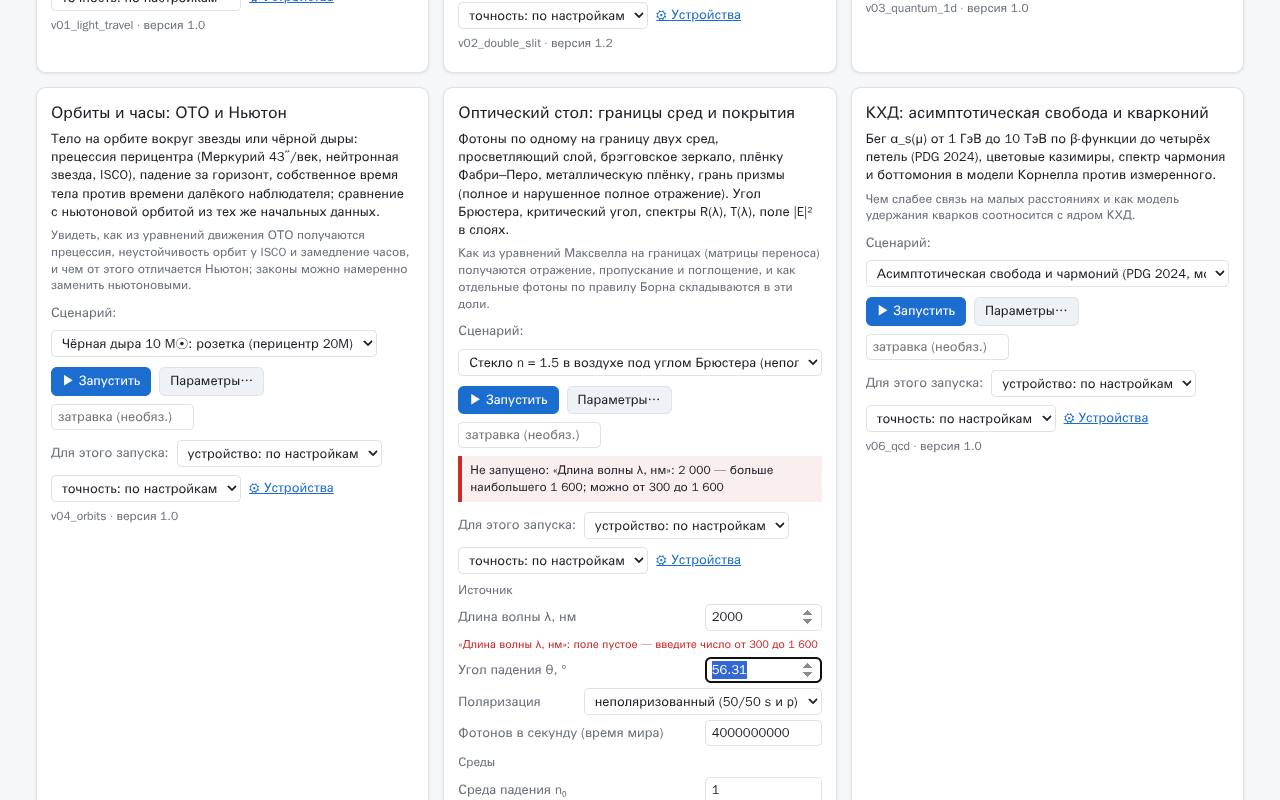 точность: по настройкам
⚙ Устройства
v01_light_travel · версия 1.0
точность: по настройкам ⚙ Устройства
v02_double_slit · версия 1.2
v03_quantum_1d · версия 1.0
Орбиты и часы: ОТО и Ньютон
Тело на орбите вокруг звезды или чёрной дыры:
прецессия перицентра (Меркурий 43″/век, нейтронная
звезда, ISCO), падение за горизонт, собственное время
тела против времени далёкого наблюдателя; сравнение
с ньютоновой орбитой из тех же начальных данных.
Увидеть, как из уравнений движения ОТО получаются
прецессия, неустойчивость орбит у ISCO и замедление часов,
и чем от этого отличается Ньютон; законы можно намеренно
заменить ньютоновыми.
Сценарий:
Чёрная дыра 10 M☉: розетка (перицентр 20M)
▶ Запустить Параметры…
затравка (необяз.)
Для этого запуска: устройство: по настройкам
точность: по настройкам ⚙ Устройства
v04_orbits · версия 1.0
Оптический стол: границы сред и покрытия
Фотоны по одному на границу двух сред,
просветляющий слой, брэгговское зеркало, плёнку
Фабри—Перо, металлическую плёнку, грань призмы
(полное и нарушенное полное отражение). Угол
Брюстера, критический угол, спектры R(λ), T(λ), поле |E|²
в слоях.
Как из уравнений Максвелла на границах (матрицы переноса)
получаются отражение, пропускание и поглощение, и как
отдельные фотоны по правилу Борна складываются в эти
доли.
Сценарий:
Стекло n = 1.5 в воздухе под углом Брюстера (непол
▶ Запустить Параметры…
затравка (необяз.)
Не запущено: «Длина волны λ, нм»: 2 000 — больше
наибольшего 1 600; можно от 300 до 1 600
Для этого запуска: устройство: по настройкам
точность: по настройкам ⚙ Устройства
Источник
Длина волны λ, нм 2000
«Длина волны λ, нм»: поле пустое — введите число от 300 до 1 600
Угол падения θ, ° 56.31
Поляризация неполяризованный (50/50 s и p)
Фотонов в секунду (время мира) 4000000000
Среды
Среда падения n₀ 1
КХД: асимптотическая свобода и кварконий
Бег α_s(μ) от 1 ГэВ до 10 ТэВ по β-функции до четырёх
петель (PDG 2024), цветовые казимиры, спектр чармония
и боттомония в модели Корнелла против измеренного.
Чем слабее связь на малых расстояниях и как модель
удержания кварков соотносится с ядром КХД.
Сценарий:
Асимптотическая свобода и чармоний (PDG 2024, мо
▶ Запустить Параметры…
затравка (необяз.)
Для этого запуска: устройство: по настройкам
точность: по настройкам ⚙ Устройства
v06_qcd · версия 1.0